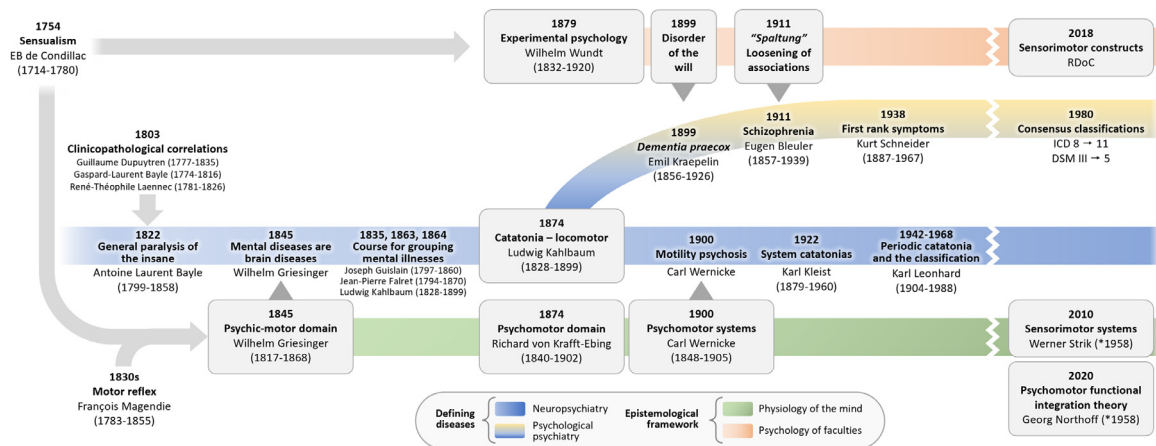 1754
Sensualism
EB de Condillac
(1714-1780)
1879
Experimental psychology
Wilhelm Wundt
(1832-1920)
1899
Disorder
of the
will
1911
“Spaltung”
Loosening of
associations
2018
Sensorimotor constructs
RDoC
1803
Clinicopathological correlations
Guillaume Dupuytren (1777-1835)
Gaspard-Laurent Bayle (1774-1816)
René-Théophile Laennec (1781-1826)
1899
Dementia praecox
Emil Kraepelin
(1856-1926)
1911
Schizophrenia
Eugen Bleuler
(1857-1939)
1938
First rank symptoms
Kurt Schneider
(1887-1967)
1980
Consensus classifications
ICD 8 → 11
DSM III → 5
1822
General paralysis of
the insane
Antoine Laurent Bayle
(1799-1858)
1845
Mental diseases are
brain diseases
Wilhelm Griesinger
1835, 1863, 1864
Course for grouping
mental illnesses
Joseph Guislain (1797-1860)
Jean-Pierre Falret (1794-1870)
Ludwig Kahlbaum (1828-1899)
1874
Catatonia – locomotor
Ludwig Kahlbaum
(1828-1899)
1900
Motility psychosis
Carl Wernicke
1922
System catatonias
Karl Kleist
(1879-1960)
1942-1968
Periodic catatonia
and the classification
Karl Leonhard
(1904-1988)
1845
Psychic-motor domain
Wilhelm Griesinger
(1817-1868)
1874
Psychomotor domain
Richard von Krafft-Ebing
(1840-1902)
1900
Psychomotor systems
Carl Wernicke
(1848-1905)
2010
Sensorimotor systems
Werner Strik (*1958)
1830s
Motor reflex
François Magendie
(1783-1855)
2020
Psychomotor functional
integration theory
Georg Northoff (*1958)
Defining
diseases
Neuropsychiatry
Psychological
psychiatry
Epistemological
framework
Physiology of the mind
Psychology of faculties